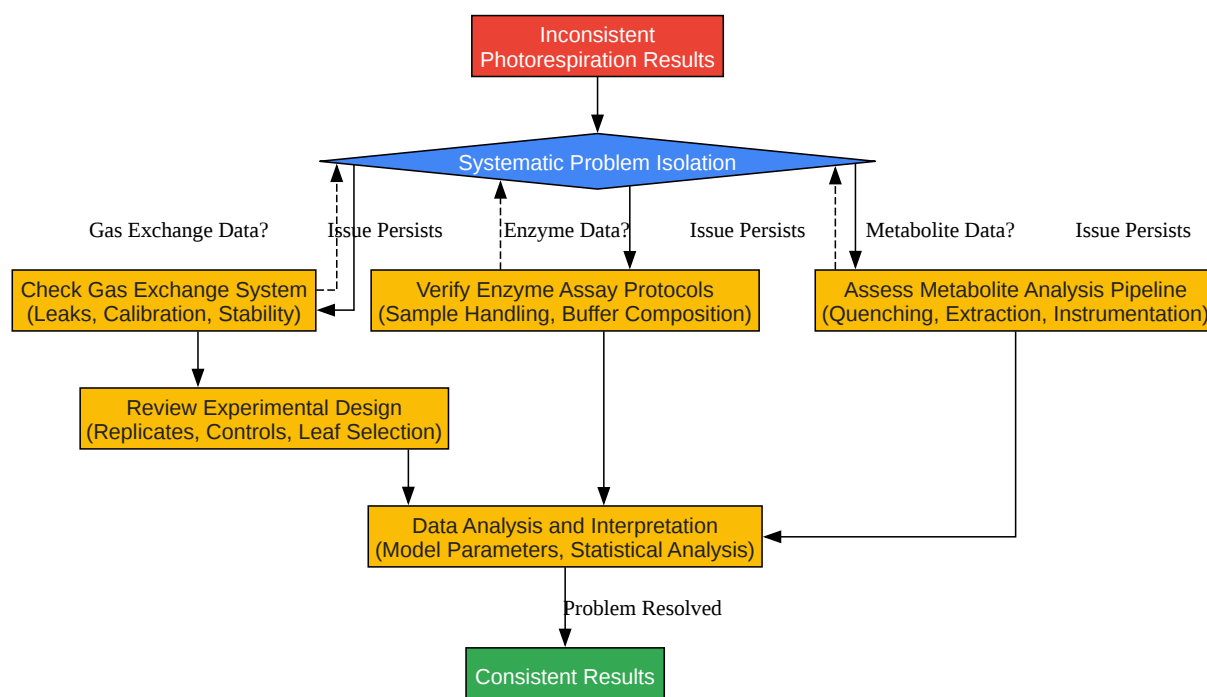 Inconsistent
Photorespiration Results
Systematic Problem Isolation
Gas Exchange Data?
Issue Persists
Enzyme Data?
Issue Persists
Metabolite Data?
Issue Persists
Check Gas Exchange System
(Leaks, Calibration, Stability)
Verify Enzyme Assay Protocols
(Sample Handling, Buffer Composition)
Assess Metabolite Analysis Pipeline
(Quenching, Extraction, Instrumentation)
Review Experimental Design
(Replicates, Controls, Leaf Selection)
Data Analysis and Interpretation
(Model Parameters, Statistical Analysis)
Problem Resolved
Consistent Results